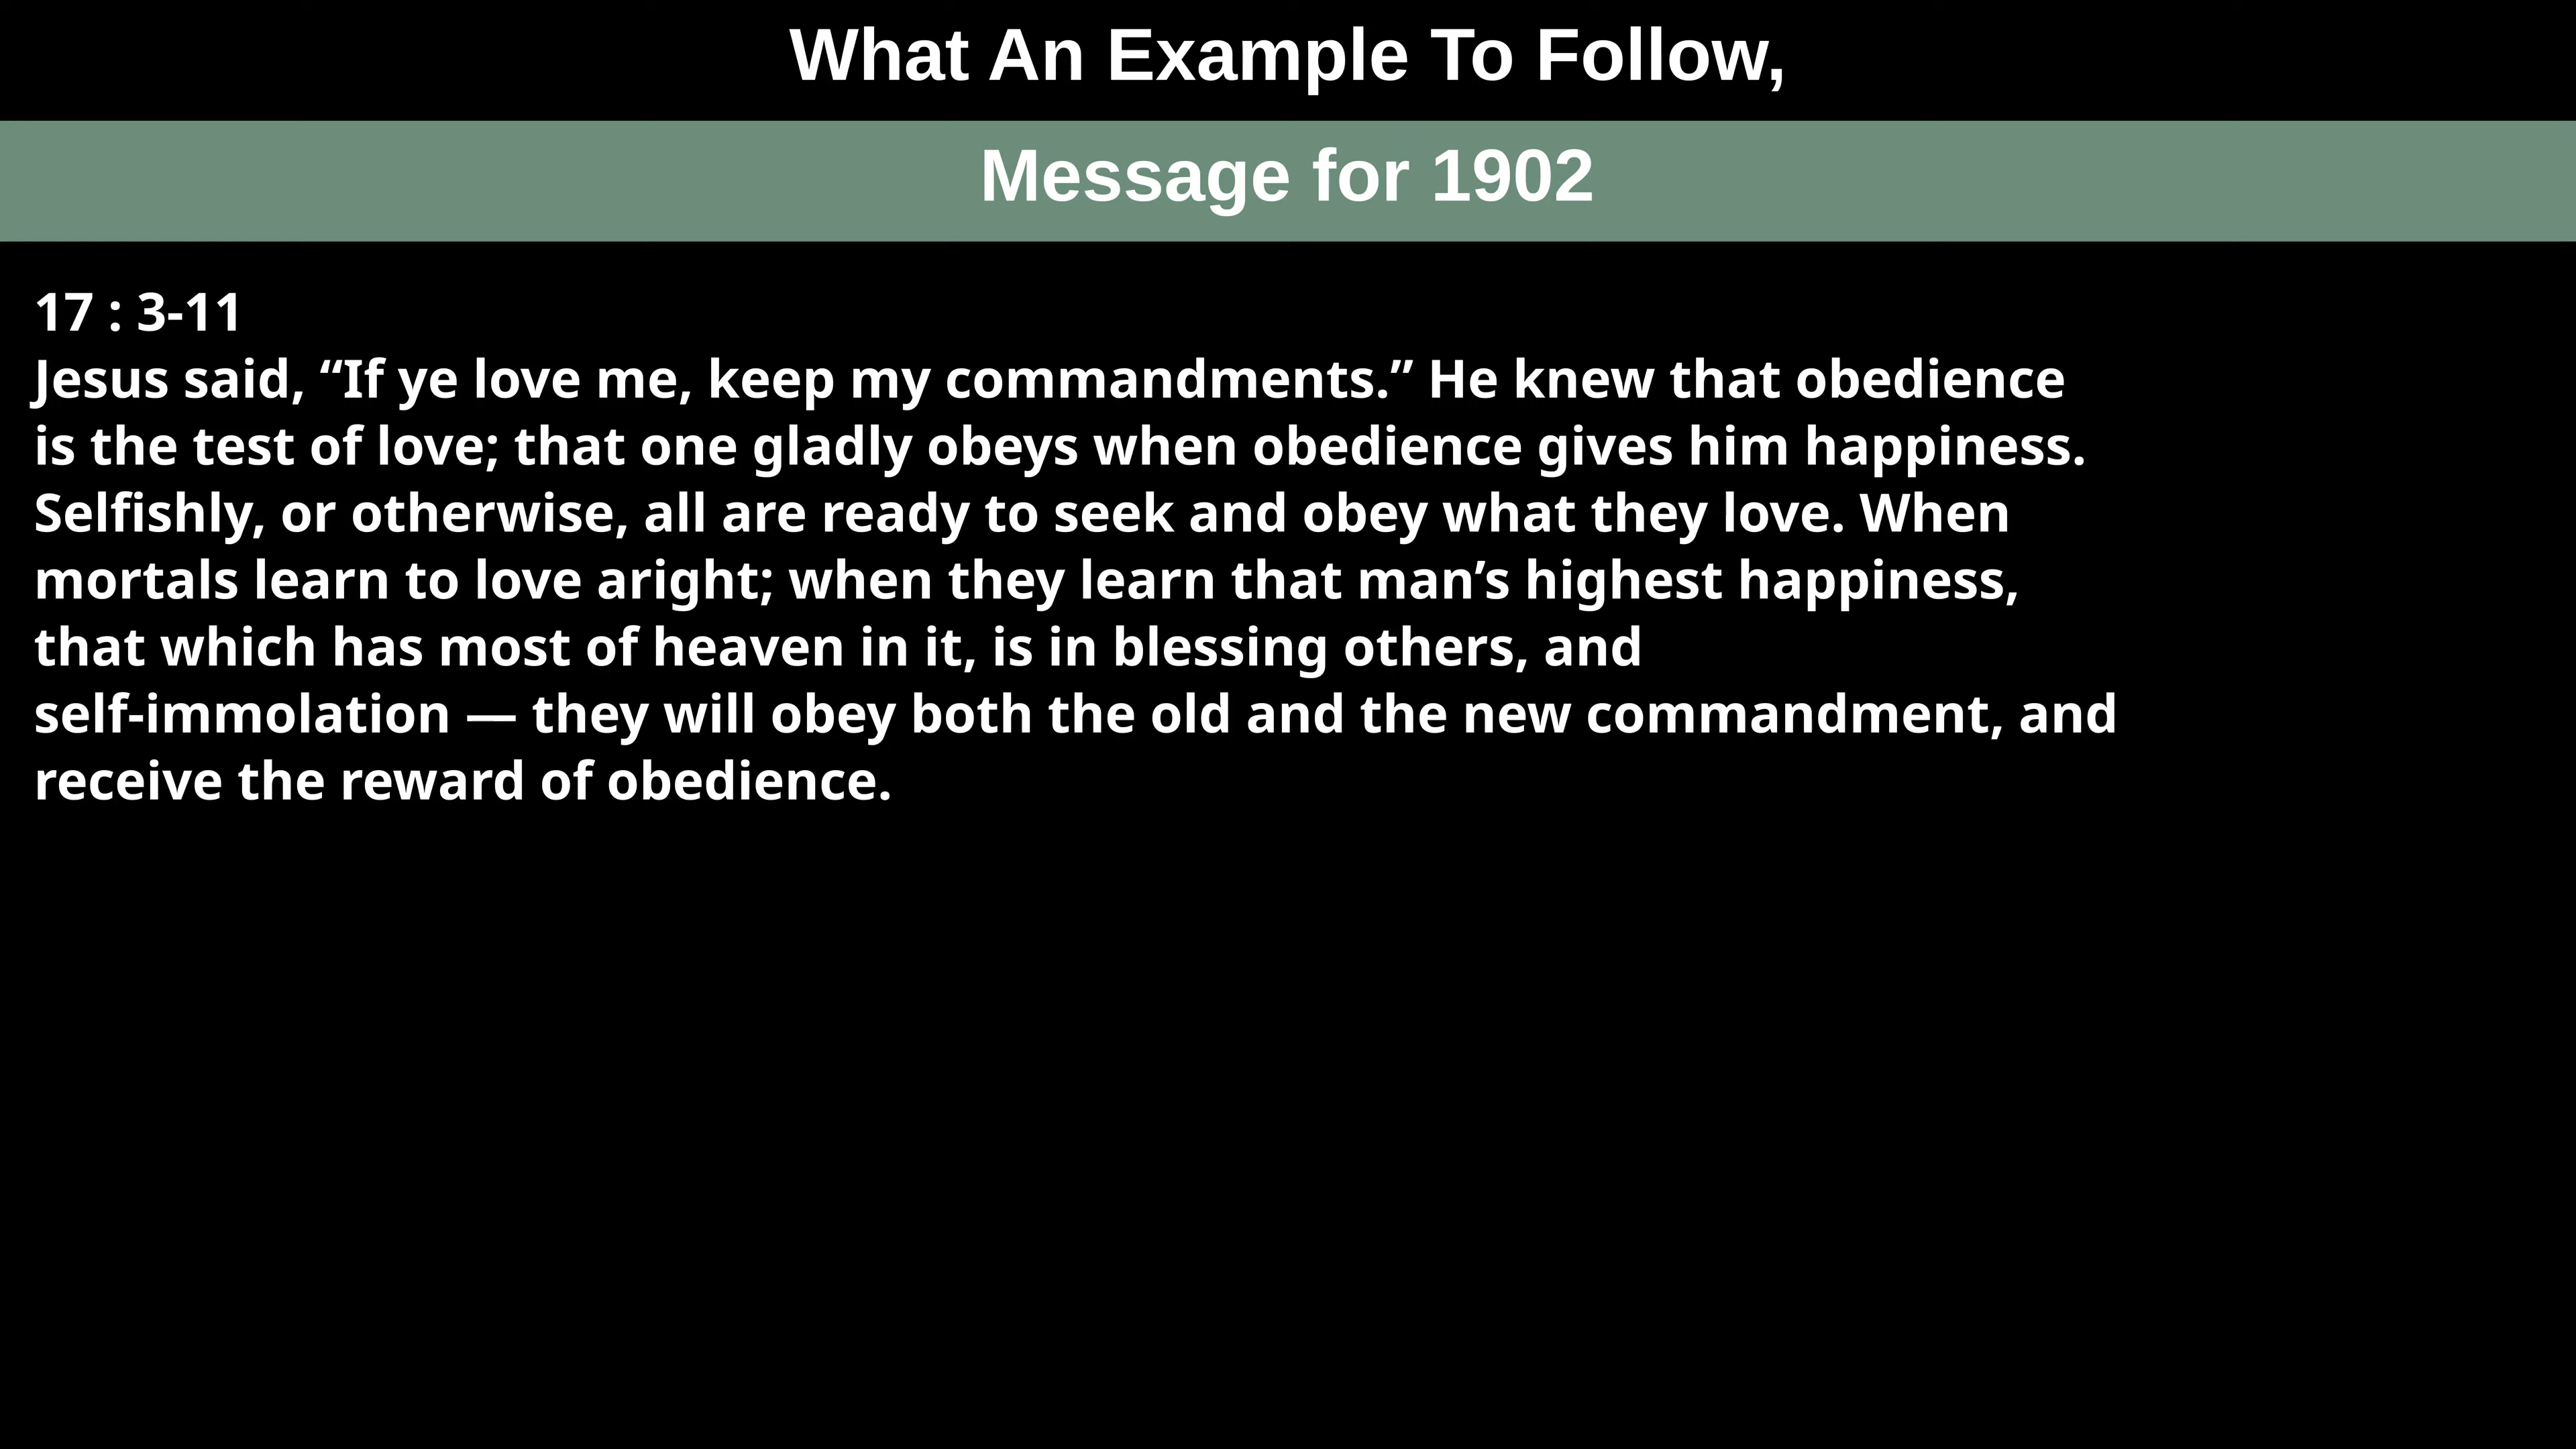 What An Example To Follow,
Message for 1902
17 : 3-11
Jesus said, “If ye love me, keep my commandments.” He knew that obedience
is the test of love; that one gladly obeys when obedience gives him happiness.
Selfishly, or otherwise, all are ready to seek and obey what they love. When
mortals learn to love aright; when they learn that man’s highest happiness,
that which has most of heaven in it, is in blessing others, and
self-immolation — they will obey both the old and the new commandment, and
receive the reward of obedience.